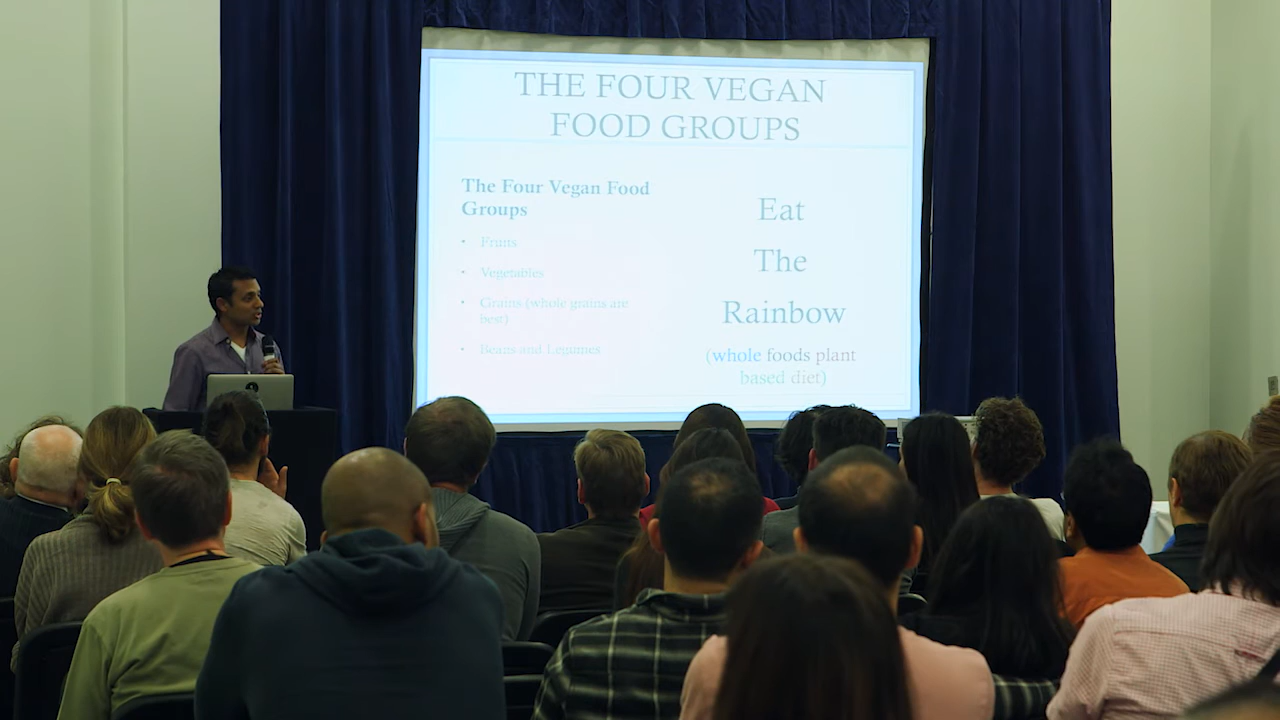 THE FOUR VEGAN
FOOD GROUPS
The Four Vegan Food
Groups
• Fruits
• Vegetables
• Grains (whole grains are
best)
• Beans and Legumes
Eat
The
Rainbow
(whole foods plant
based diet)